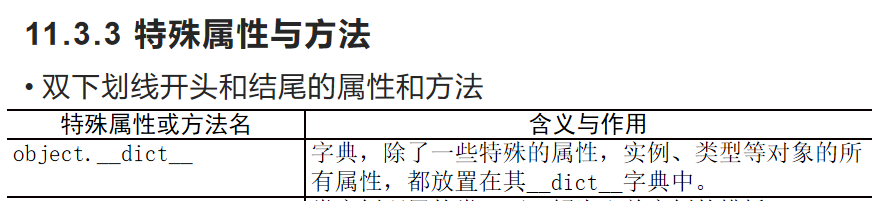 11.3.3 特殊属性与方法
• 双下划线开头和结尾的属性和方法
特殊属性或方法名 含义与作用
object.__dict__ 字典，除了一些特殊的属性，实例、类型等对象的所
有属性，都放置在其__dict__字典中。